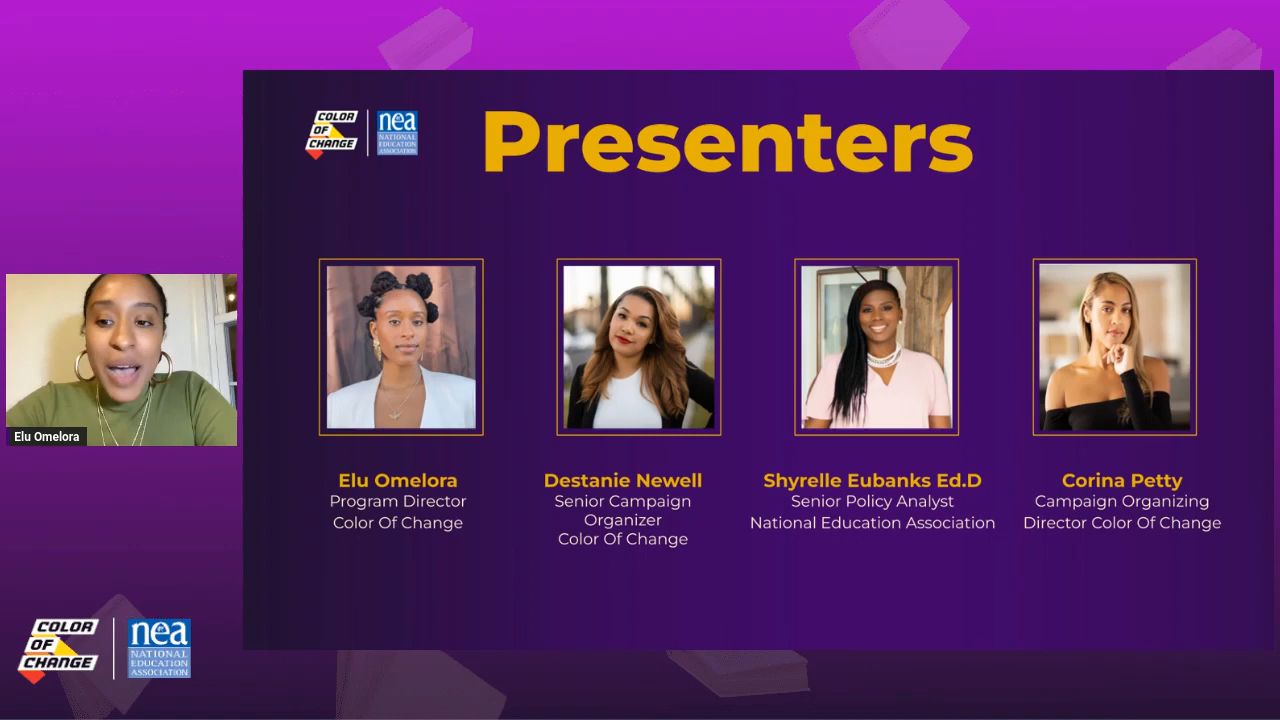 COLOR
OF
CHANGE
nea
NATIONAL
EDUCATION
ASSOCIATION
Presenters
Elu Omelora
Program Director
Color Of Change
Destanie Newell
Senior Campaign
Organizer
Color Of Change
Shyrelle Eubanks Ed.D
Senior Policy Analyst
National Education Association
Corina Petty
Campaign Organizing
Director Color Of Change
Elu Omelora
COLOR
OF
CHANGE
nea
NATIONAL
EDUCATION
ASSOCIATION